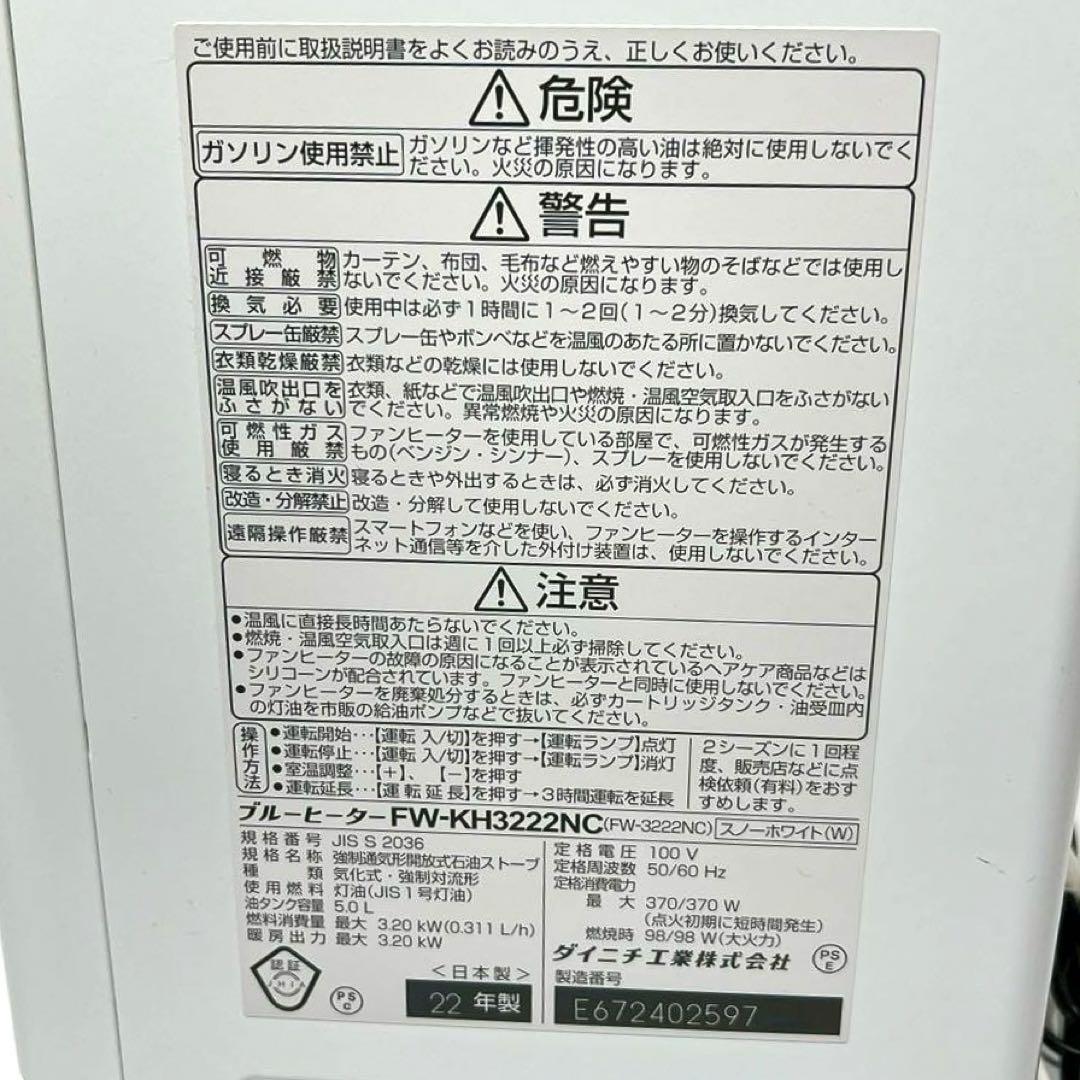 ご使用前に取扱説明書をよくお読みのうえ、正しくお使いください。
危険
ガソリン使用禁止 ガソリンなど揮発性の高い油は絶対に使用しないでく
ださい。火災の原因になります。
警告
可燃物 カーテン、布団、毛布など燃えやすい物のそばなどでは使用し
近接厳禁 ないでください。火災の原因になります。
換気必要 使用中は必ず1時間に1～2回(1～2分)換気してください。
スプレー缶厳禁 スプレー缶やボンベなどを温風のあたる所に置かないでください。
衣類乾燥厳禁 衣類などの乾燥には使用しないでください。
温風吹出口を 衣類、紙などで温風吹出口や燃焼・温風空気取入口をふさがない
ふさがない でください。異常燃焼や火災の原因になります。
可燃性ガス ファンヒーターを使用している部屋で、可燃性ガスが発生する
使用厳禁 もの(ベンジン・シンナー)、スプレーを使用しないでください。
寝るとき消火 寝るときや外出するときは、必ず消火してください。
改造・分解禁止 改造・分解して使用しないでください。
遠隔操作厳禁 スマートフォンなどを使い、ファンヒーターを操作するインター
ネット通信等を介した外付け装置は、使用しないでください。
注意
●温風に直接長時間あたらないでください。
●燃焼・温風空気取入口は週に1回以上必ず掃除してください。
●ファンヒーターの故障の原因になることが表示されているヘアケア商品などは
シリコーンが配合されています。ファンヒーターと同時に使用しないでください。
●ファンヒーターを廃棄処分するときは、必ずカートリッジタンク・油受皿内
の灯油を市販の給油ポンプなどで抜いてください。
操作方法
●運転開始…【運転 入/切】を押す→【運転ランプ】点灯
●運転停止…【運転 入/切】を押す→【運転ランプ】消灯
●室温調整…【+】、【−】を押す
●運転延長…【運転延長】を押す→3時間運転を延長
2シーズンに1回程
度、販売店などに点
検依頼(有料)をおす
すめします。
ブルーヒーター FW-KH3222NC(FW-3222NC) スノーホワイト(W)
規格番号 JIS S 2036
規格名称 強制通気形開放式石油ストーブ
種類 気化式・強制対流形
使用燃料 灯油(JIS1号灯油)
油タンク容量 5.0 L
燃料消費量 最大 3.20 kW(0.311 L/h)
暖房出力 最大 3.20 kW
定格電圧 100 V
定格周波数 50/60 Hz
定格消費電力
最大 370/370 W
(点火初期に短時間発生)
燃焼時 98/98 W(大火力)
ダイニチ工業株式会社
PS
E
認証
JHIA
PS
C
<日本製>
22 年製
製造番号
E672402597